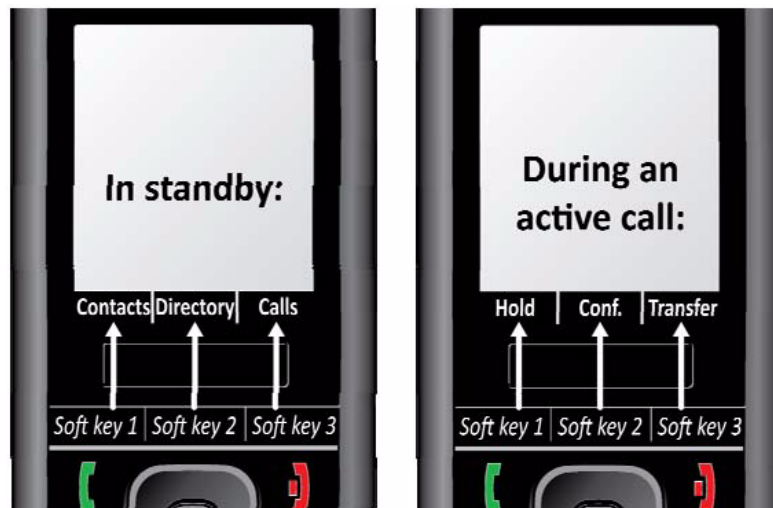 In standby:
Contacts Directory Calls
Soft key 1 Soft key 2 Soft key 3
During an
active call:
Hold Conf. Transfer
Soft key 1 Soft key 2 Soft key 3